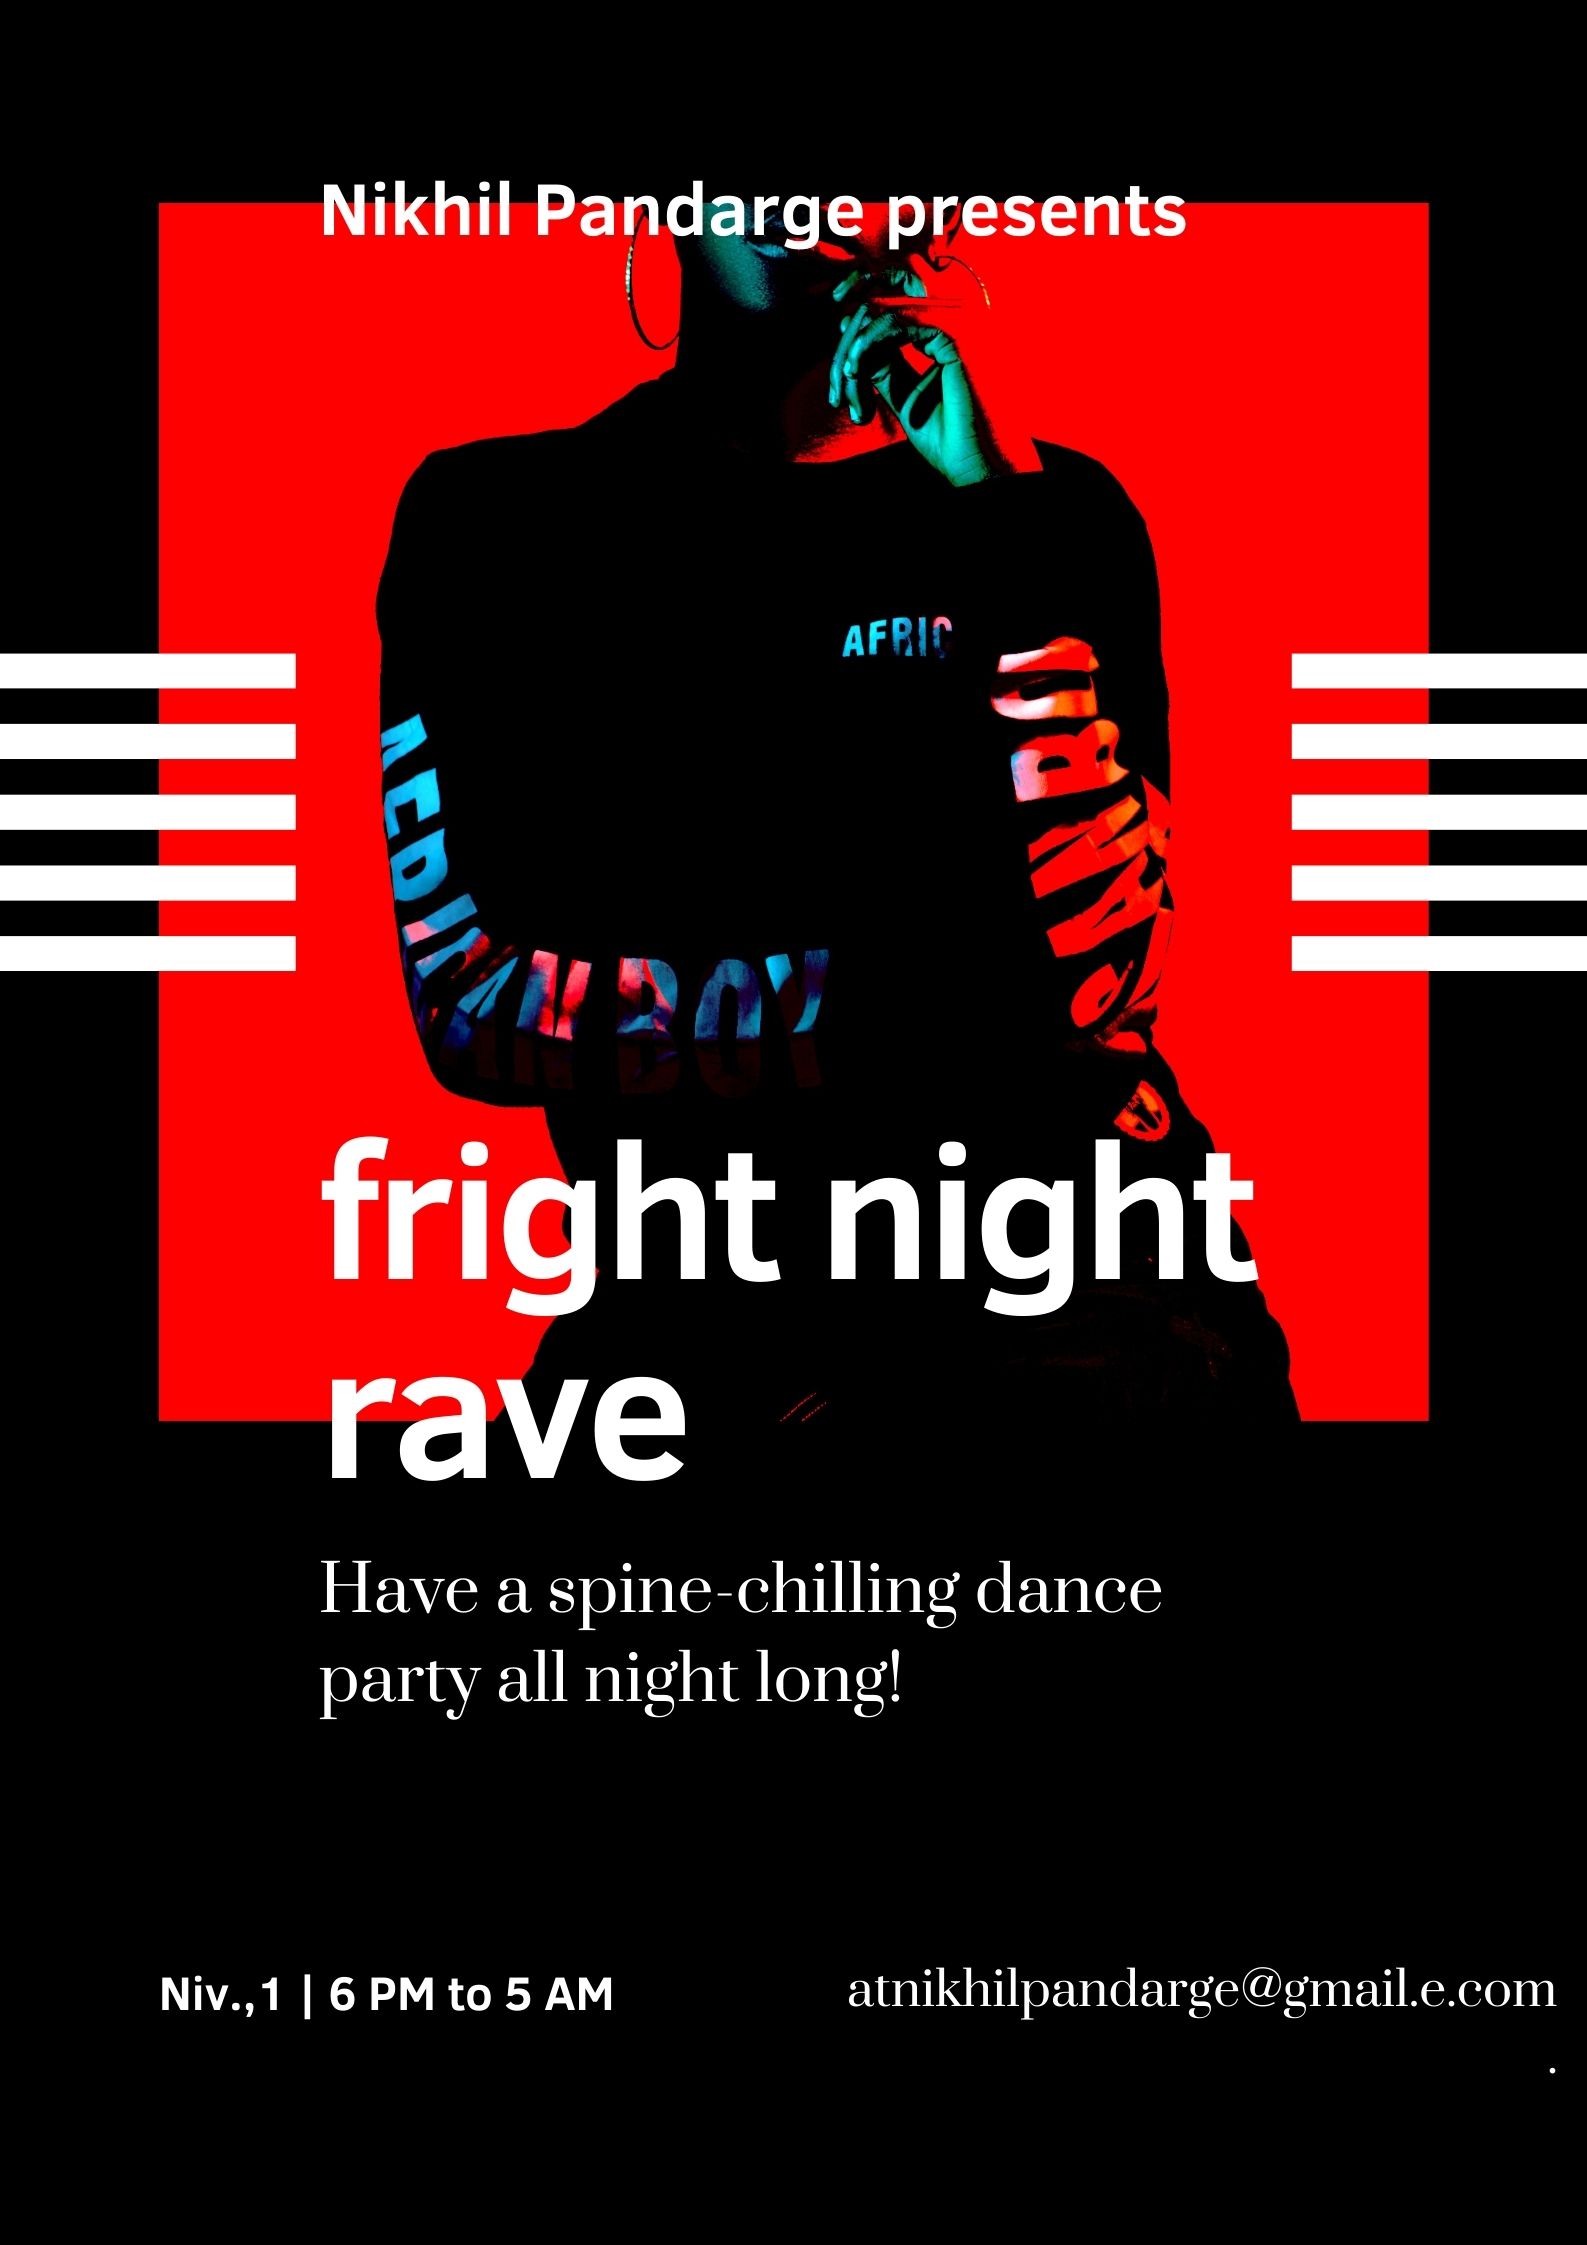 Nikhil Pandarge presents
AFRIC
AN BOY
fright night
rave
Have a spine-chilling dance
party all night long!
Niv.,1 | 6 PM to 5 AM
atnikhilpandarge@gmail.e.com
.